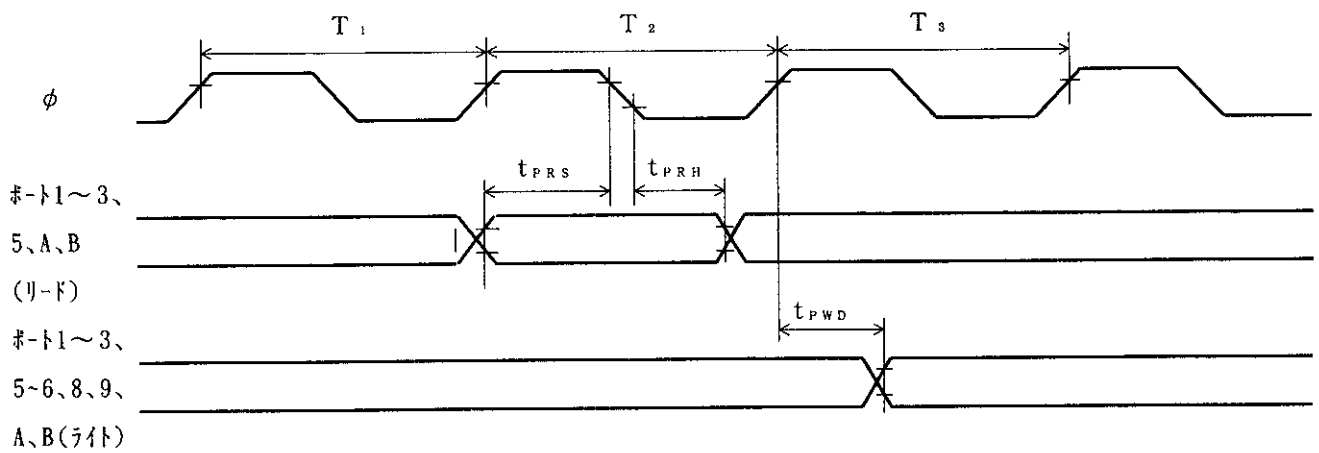 T₁ T₂ T₃
φ
tPRS tPRH
ﾎﾟｰﾄ1～3、
5、A、B
(ﾘｰﾄﾞ)
tPWD
ﾎﾟｰﾄ1～3、
5~6、8、9、
A、B(ﾗｲﾄ)